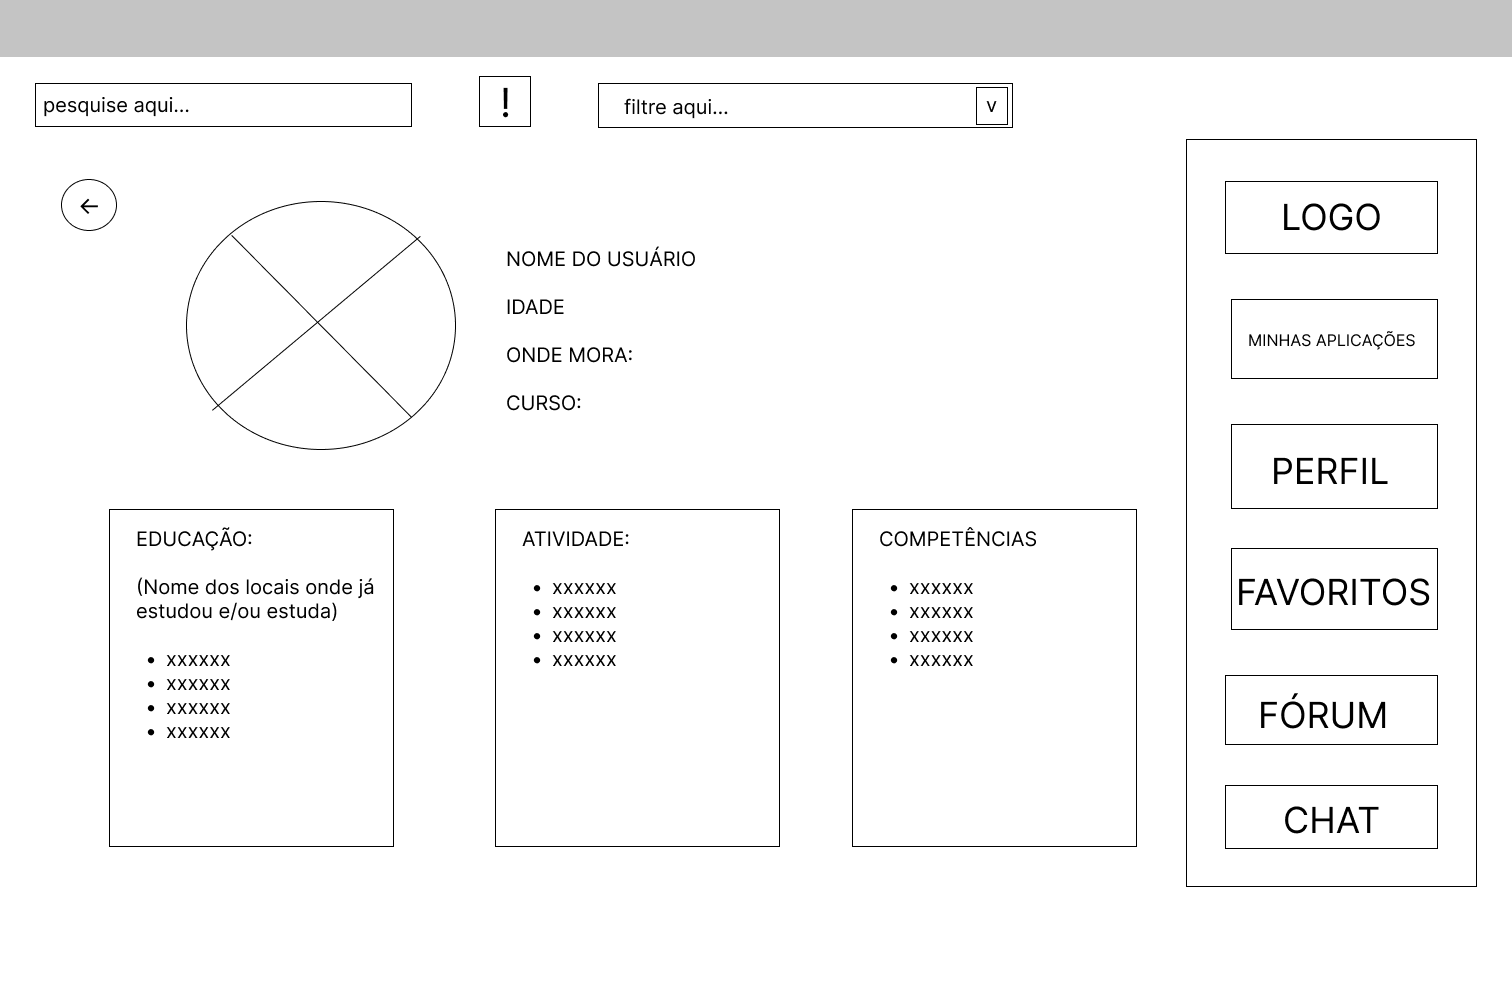 pesquise aqui...
!
filtre aqui...
v
←
NOME DO USUÁRIO
IDADE
ONDE MORA:
CURSO:
EDUCAÇÃO:
(Nome dos locais onde já
estudou e/ou estuda)
• xxxxxx
• xxxxxx
• xxxxxx
• xxxxxx
ATIVIDADE:
• xxxxxx
• xxxxxx
• xxxxxx
• xxxxxx
COMPETÊNCIAS
• xxxxxx
• xxxxxx
• xxxxxx
• xxxxxx
LOGO
MINHAS APLICAÇÕES
PERFIL
FAVORITOS
FÓRUM
CHAT